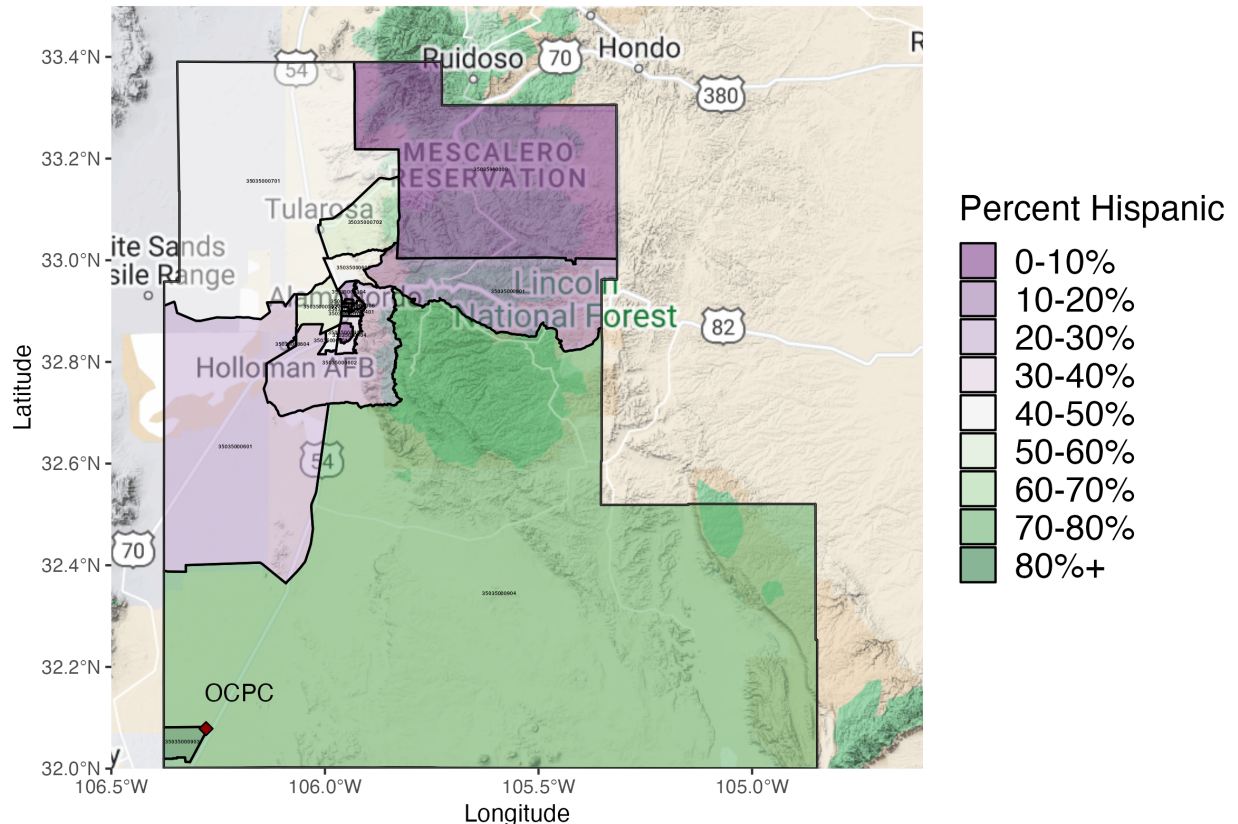 33.4°N
33.2°N
33.0°N
32.8°N
32.6°N
32.4°N
32.2°N
32.0°N
Latitude
106.5°W
106.0°W
105.5°W
105.0°W
Longitude
54
Ruidoso
70
Hondo
R
380
MESCALERO
RESERVATION
35035000701
Tularosa
35035000702
ite Sands
sile Range
Lincoln
National Forest
82
Holloman AFB
35035000601
54
70
35035000904
OCPC
y
Percent Hispanic
0-10%
10-20%
20-30%
30-40%
40-50%
50-60%
60-70%
70-80%
80%+